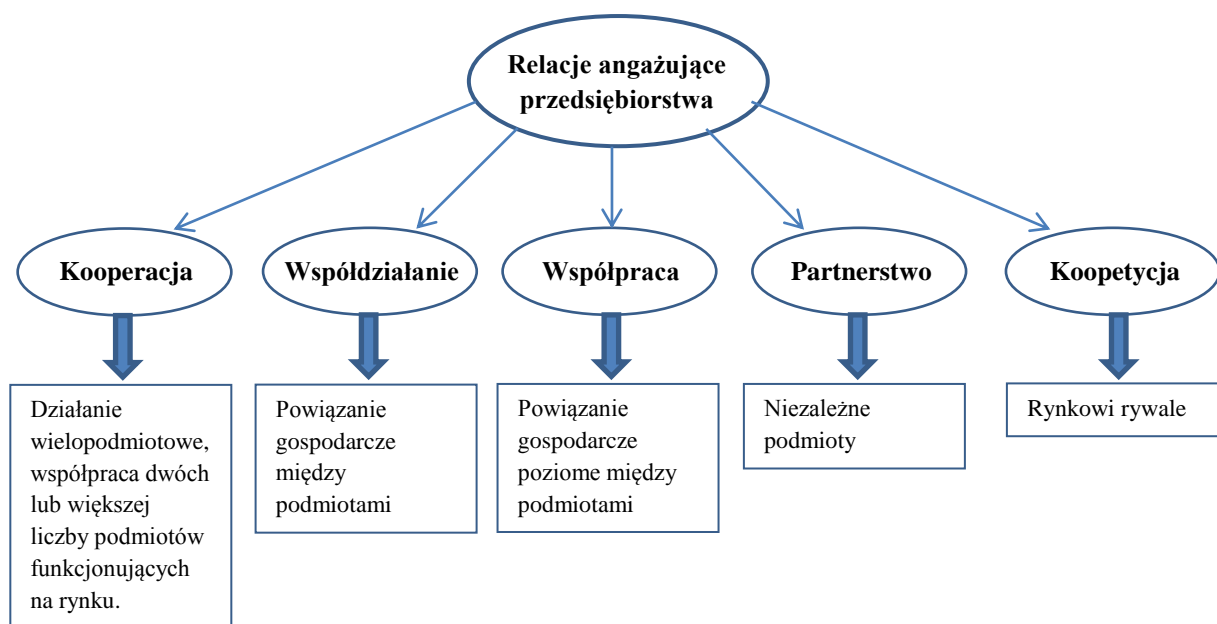 Relacje angażujące
przedsiębiorstwa
Kooperacja
Współdziałanie
Współpraca
Partnerstwo
Koopetycja
Działanie
wielopodmiotowe,
współpraca dwóch
lub większej
liczby podmiotów
funkcjonujących
na rynku.
Powiązanie
gospodarcze
między
podmiotami
Powiązanie
gospodarcze
poziome między
podmiotami
Niezależne
podmioty
Rynkowi rywale